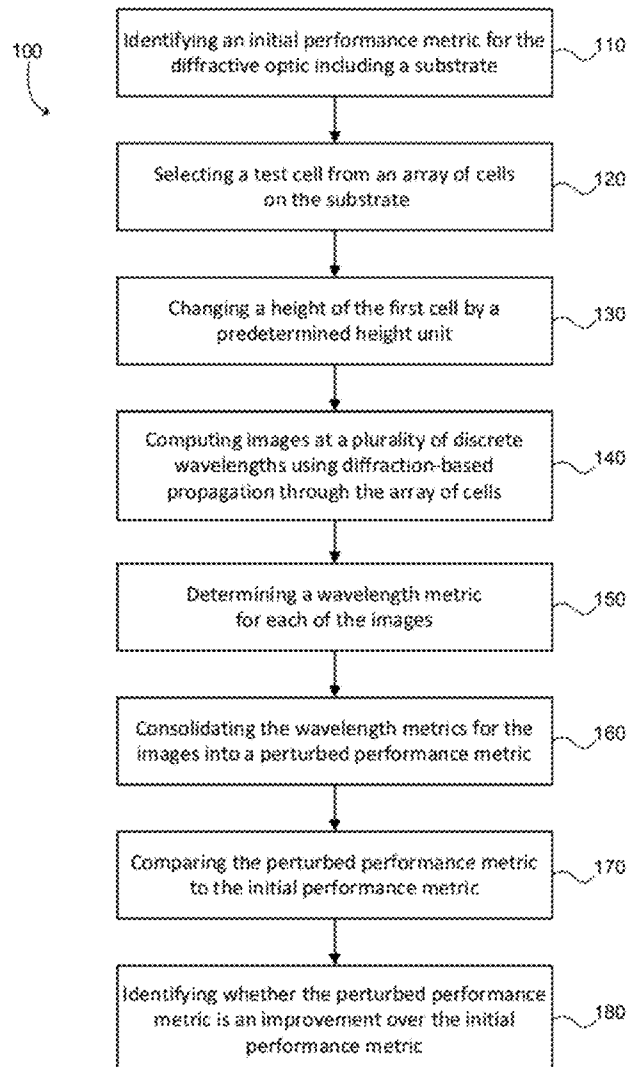 100
Identifying an initial performance metric for the
diffractive optic including a substrate
110
Selecting a test cell from an array of cells
on the substrate
120
Changing a height of the first cell by a
predetermined height unit
130
Computing images at a plurality of discrete
wavelengths using diffraction-based
propagation through the array of cells
140
Determining a wavelength metric
for each of the images
150
Consolidating the wavelength metrics for the
images into a perturbed performance metric
160
Comparing the perturbed performance metric
to the initial performance metric
170
Identifying whether the perturbed performance
metric is an improvement over the initial
performance metric
180